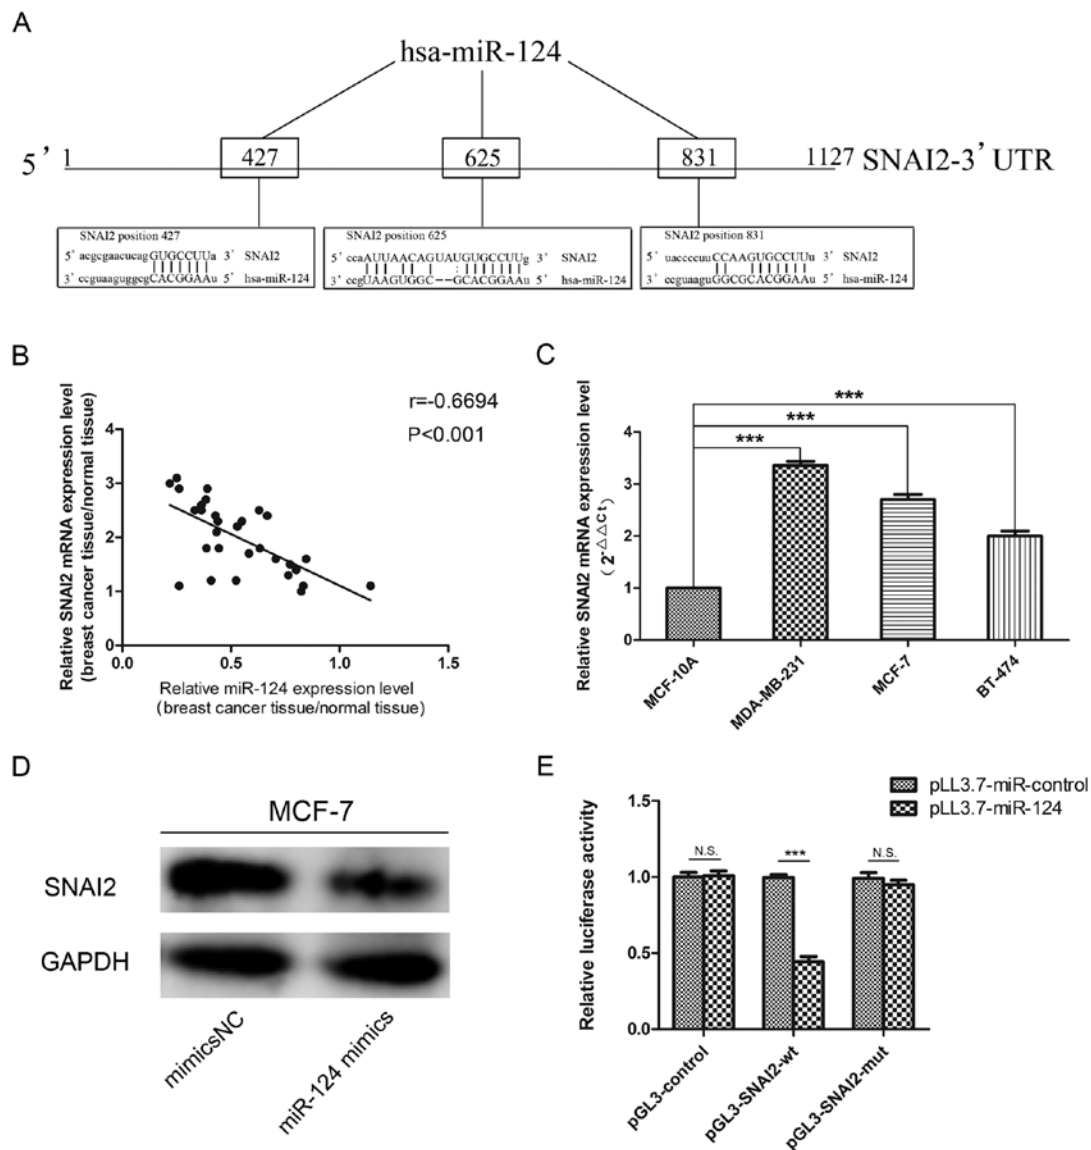 A
hsa-miR-124
5' 1 427 625 831 1127 SNAI2-3' UTR
SNAI2 position 427
5' acgcgaacucagGUGCCUUa 3' SNAI2
3' ccguaaguggcgCACGGAAu 5' hsa-miR-124
SNAI2 position 625
5' ccaAUUAACAGUAUGUGCCUUg 3' SNAI2
3' ccgUAAGUGGC--GCACGGAAu 5' hsa-miR-124
SNAI2 position 831
5' uaccccuuCCAAGUGCCUUu 3' SNAI2
3' ccguaaguGGCGCACGGAAu 5' hsa-miR-124
B
Relative SNAI2 mRNA expression level
(breast cancer tissue/normal tissue)
r=-0.6694
P<0.001
4
3
2
1
0
0.0 0.5 1.0 1.5
Relative miR-124 expression level
(breast cancer tissue/normal tissue)
C
Relative SNAI2 mRNA expression level
(2-△△Ct)
***
***
***
4
3
2
1
0
MCF-10A
MDA-MB-231
MCF-7
BT-474
D
MCF-7
SNAI2
GAPDH
mimicsNC
miR-124 mimics
E
pLL3.7-miR-control
pLL3.7-miR-124
Relative luciferase activity
1.5
1.0
0.5
0.0
N.S.
***
N.S.
pGL3-control
pGL3-SNAI2-wt
pGL3-SNAI2-mut